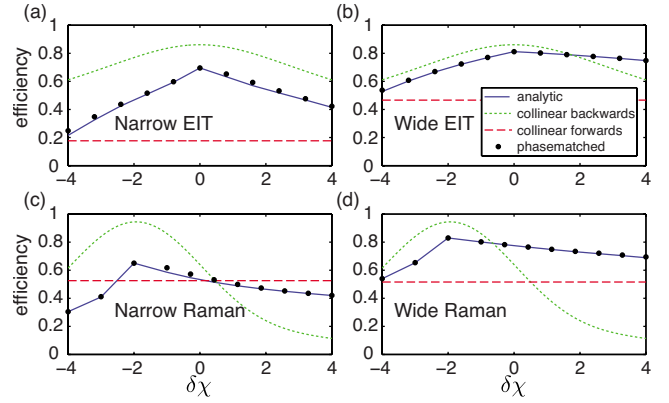 (a)
(b)
1
0.8
0.6
0.4
0.2
0
efficiency
Narrow EIT
−4
−2
0
2
4
1
0.8
0.6
0.4
0.2
0
Wide EIT
analytic
collinear backwards
collinear forwards
phasematched
−4
−2
0
2
4
(c)
(d)
1
0.8
0.6
0.4
0.2
0
efficiency
Narrow Raman
−4
−2
0
2
4
δχ
1
0.8
0.6
0.4
0.2
0
Wide Raman
−4
−2
0
2
4
δχ